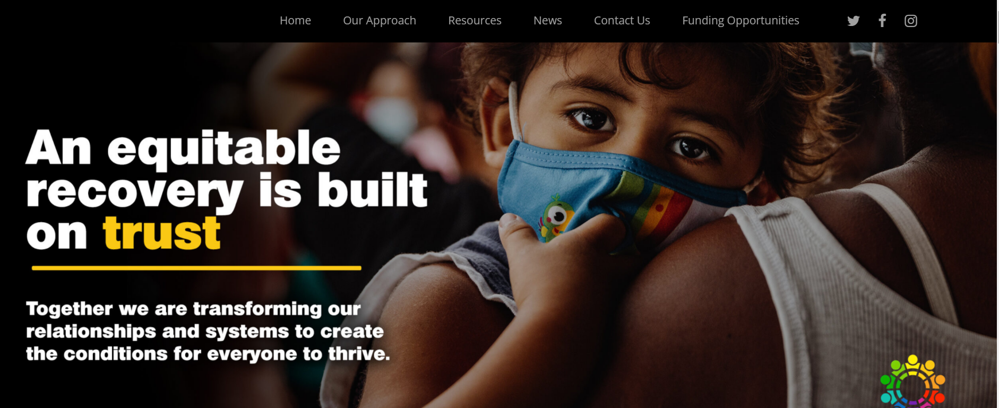 Home Our Approach Resources News Contact Us Funding Opportunities
An equitable
recovery is built
on trust
Together we are transforming our
relationships and systems to create
the conditions for everyone to thrive.